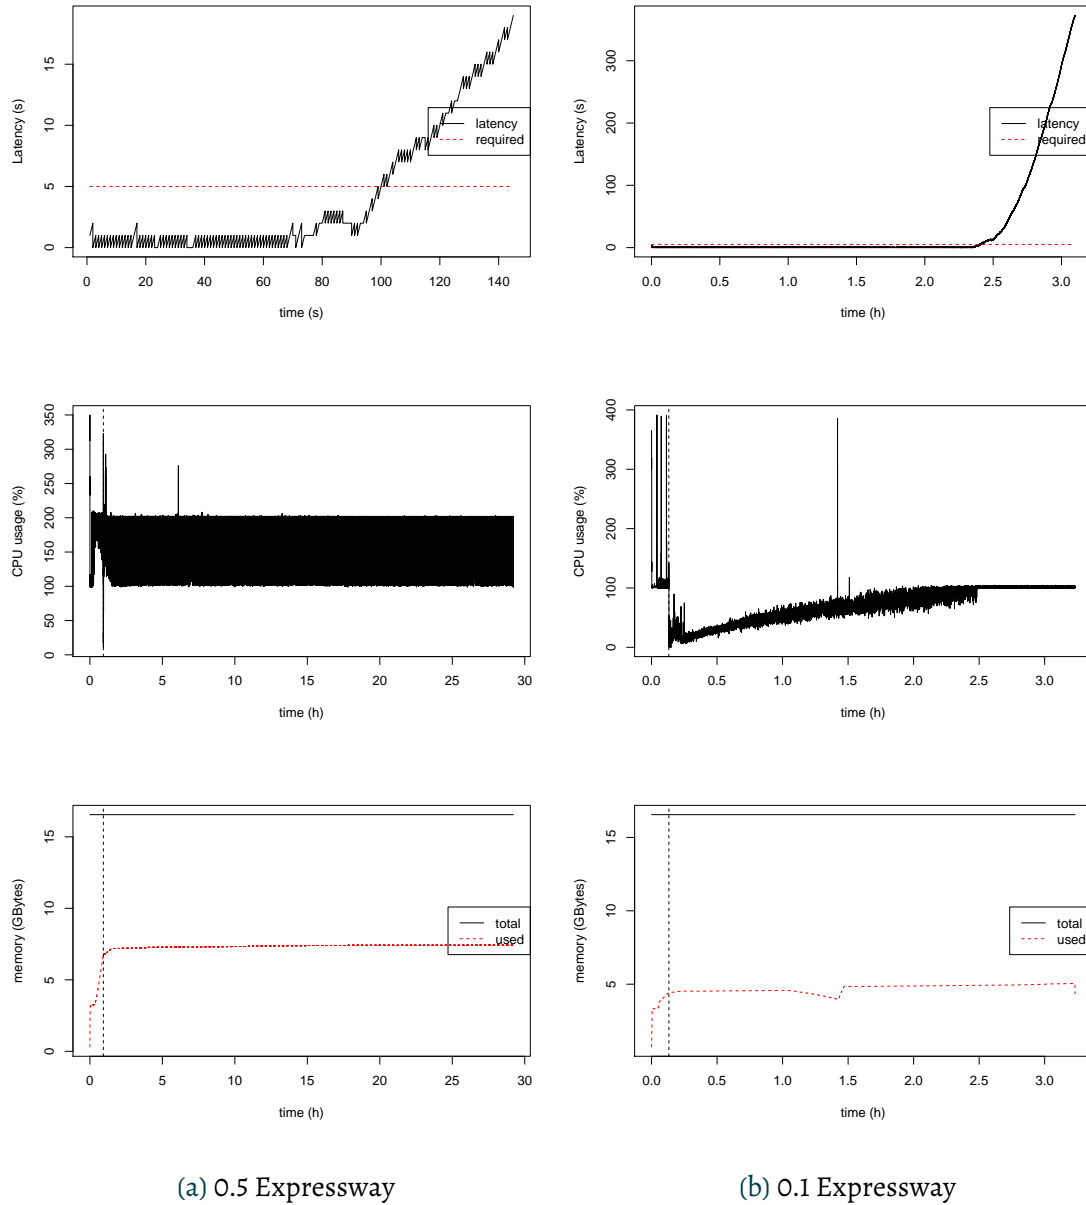 Latency (s)
0
5
10
15
latency
required
0 20 40 60 80 100 120 140
time (s)
Latency (s)
0
100
200
300
latency
required
0.0 0.5 1.0 1.5 2.0 2.5 3.0
time (h)
CPU usage (%)
0
50
100
150
200
250
300
350
0 5 10 15 20 25 30
time (h)
CPU usage (%)
0
100
200
300
400
0.0 0.5 1.0 1.5 2.0 2.5 3.0
time (h)
memory (GBytes)
0
5
10
15
total
used
0 5 10 15 20 25 30
time (h)
memory (GBytes)
5
10
15
total
used
0.0 0.5 1.0 1.5 2.0 2.5 3.0
time (h)
(a) 0.5 Expressway
(b) 0.1 Expressway